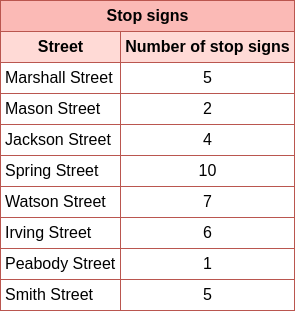 Stop signs
Street Number of stop signs
Marshall Street 5
Mason Street 2
Jackson Street 4
Spring Street 10
Watson Street 7
Irving Street 6
Peabody Street 1
Smith Street 5